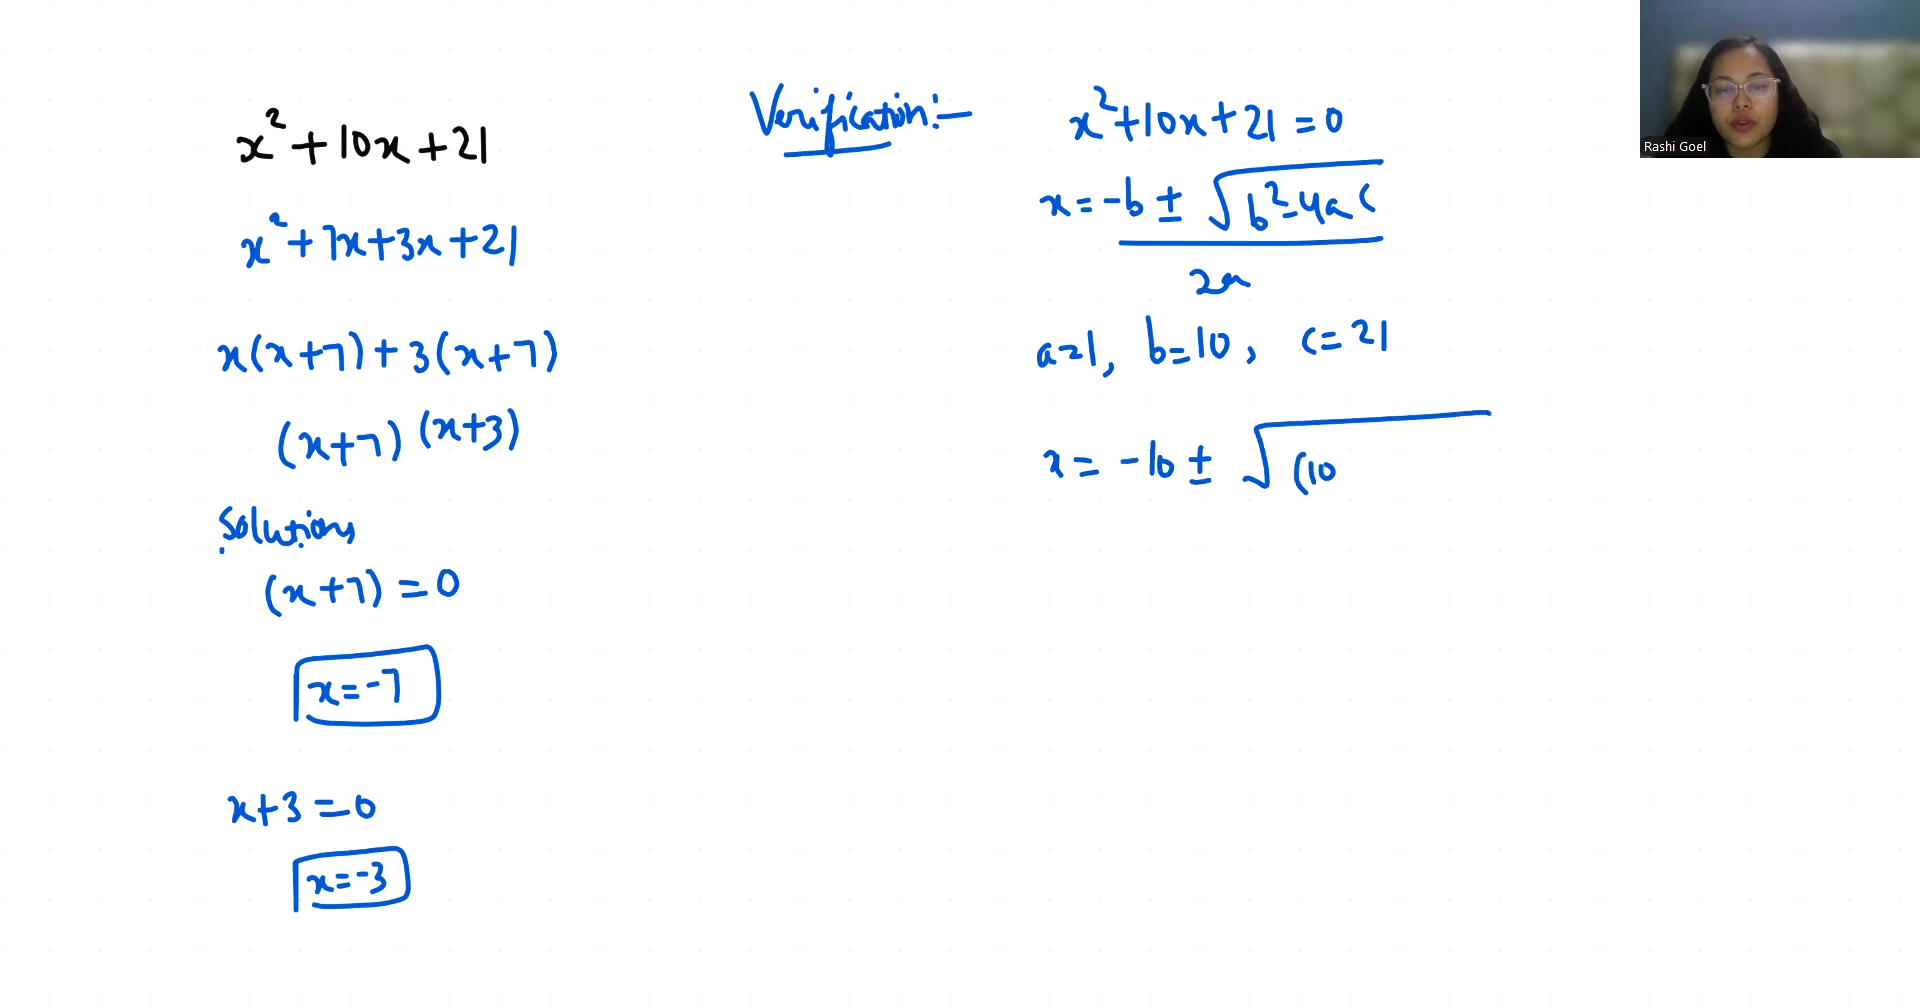 x²+10x+21
x²+7x+3x+21
x(x+7)+3(x+7)
(x+7)(x+3)
Solutions
(x+7)=0
x=-7
x+3=0
x=-3
Verification:-
x²+10x+21=0
x=-b±√b²-4ac
2a
a=1, b=10, c=21
x=-10±√(10
Rashi Goel